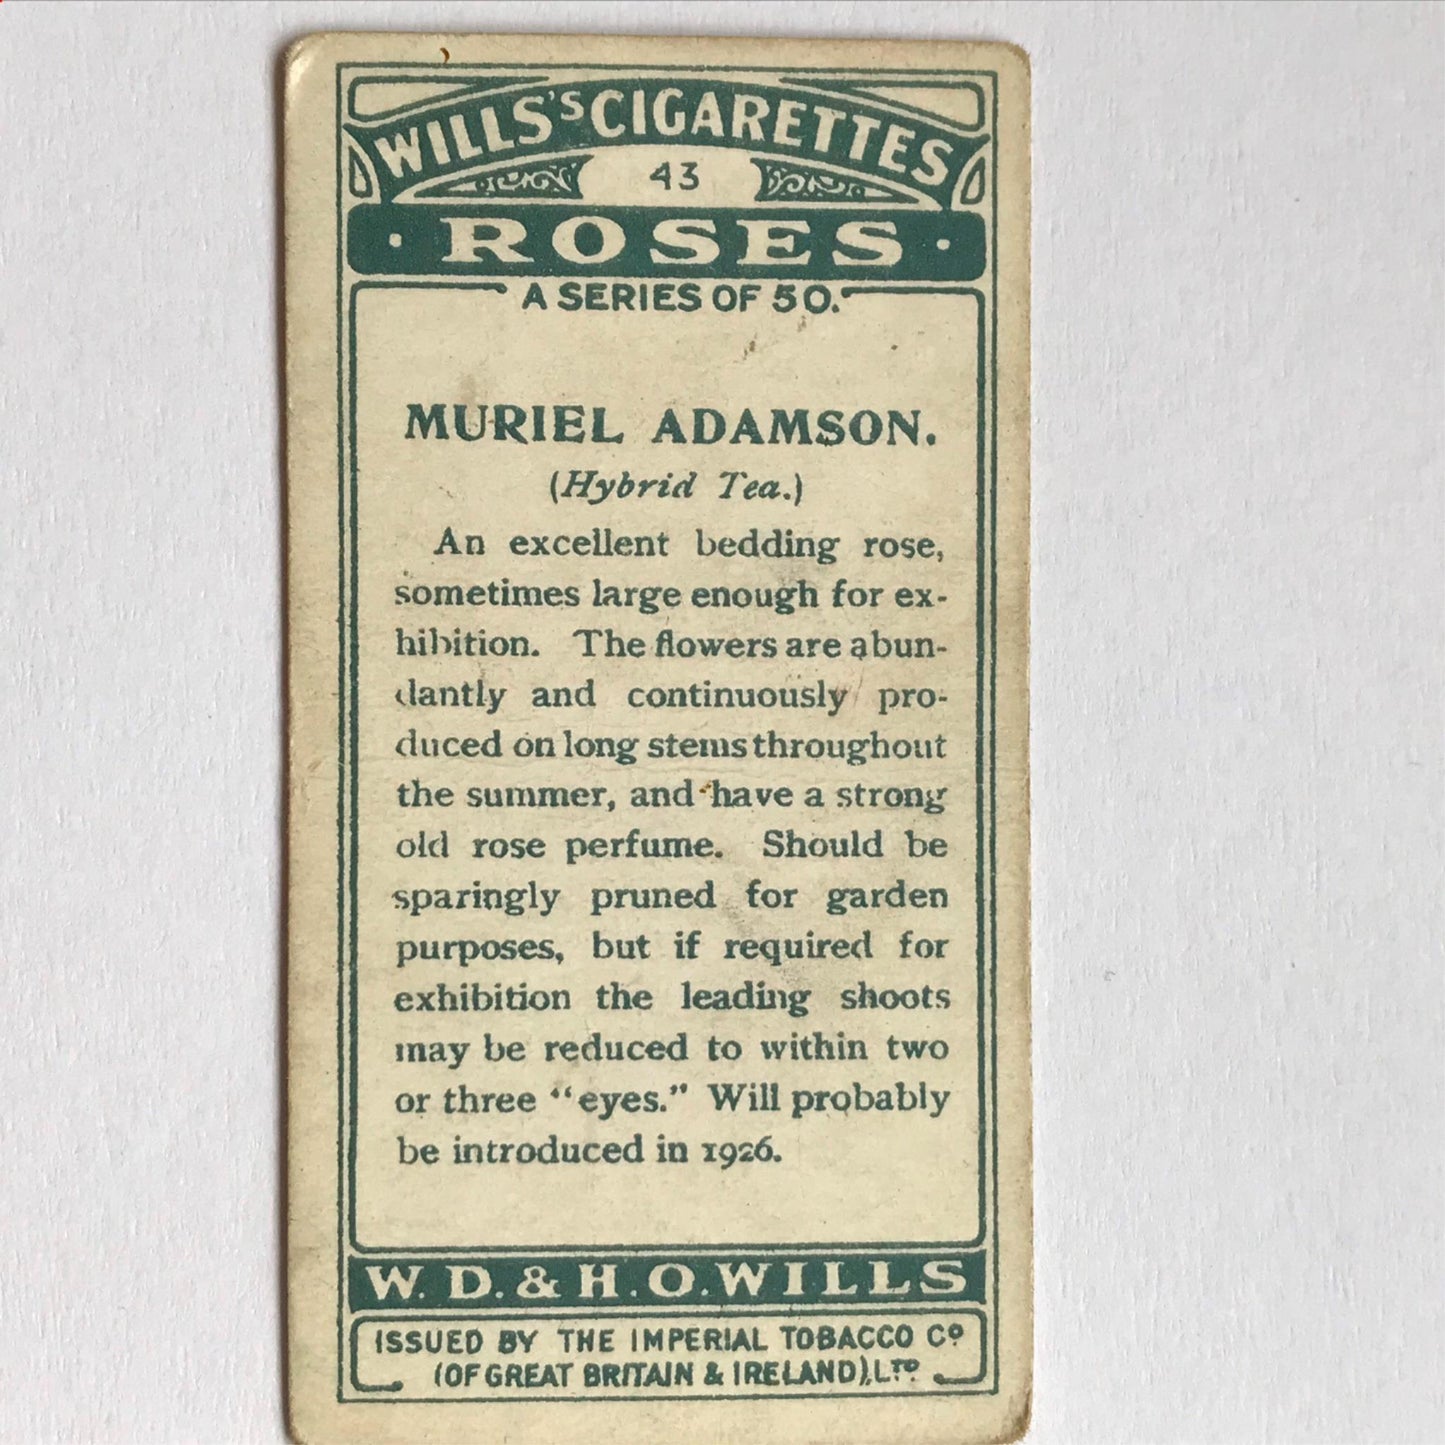 WILLS'S CIGARETTES
43
· ROSES ·
A SERIES OF 50.
MURIEL ADAMSON.
(Hybrid Tea.)
An excellent bedding rose,
sometimes large enough for ex-
hibition. The flowers are abun-
dantly and continuously pro-
duced on long stems throughout
the summer, and have a strong
old rose perfume. Should be
sparingly pruned for garden
purposes, but if required for
exhibition the leading shoots
may be reduced to within two
or three "eyes." Will probably
be introduced in 1926.
W. D. & H. O. WILLS
ISSUED BY THE IMPERIAL TOBACCO Cº
(OF GREAT BRITAIN & IRELAND), LTº.